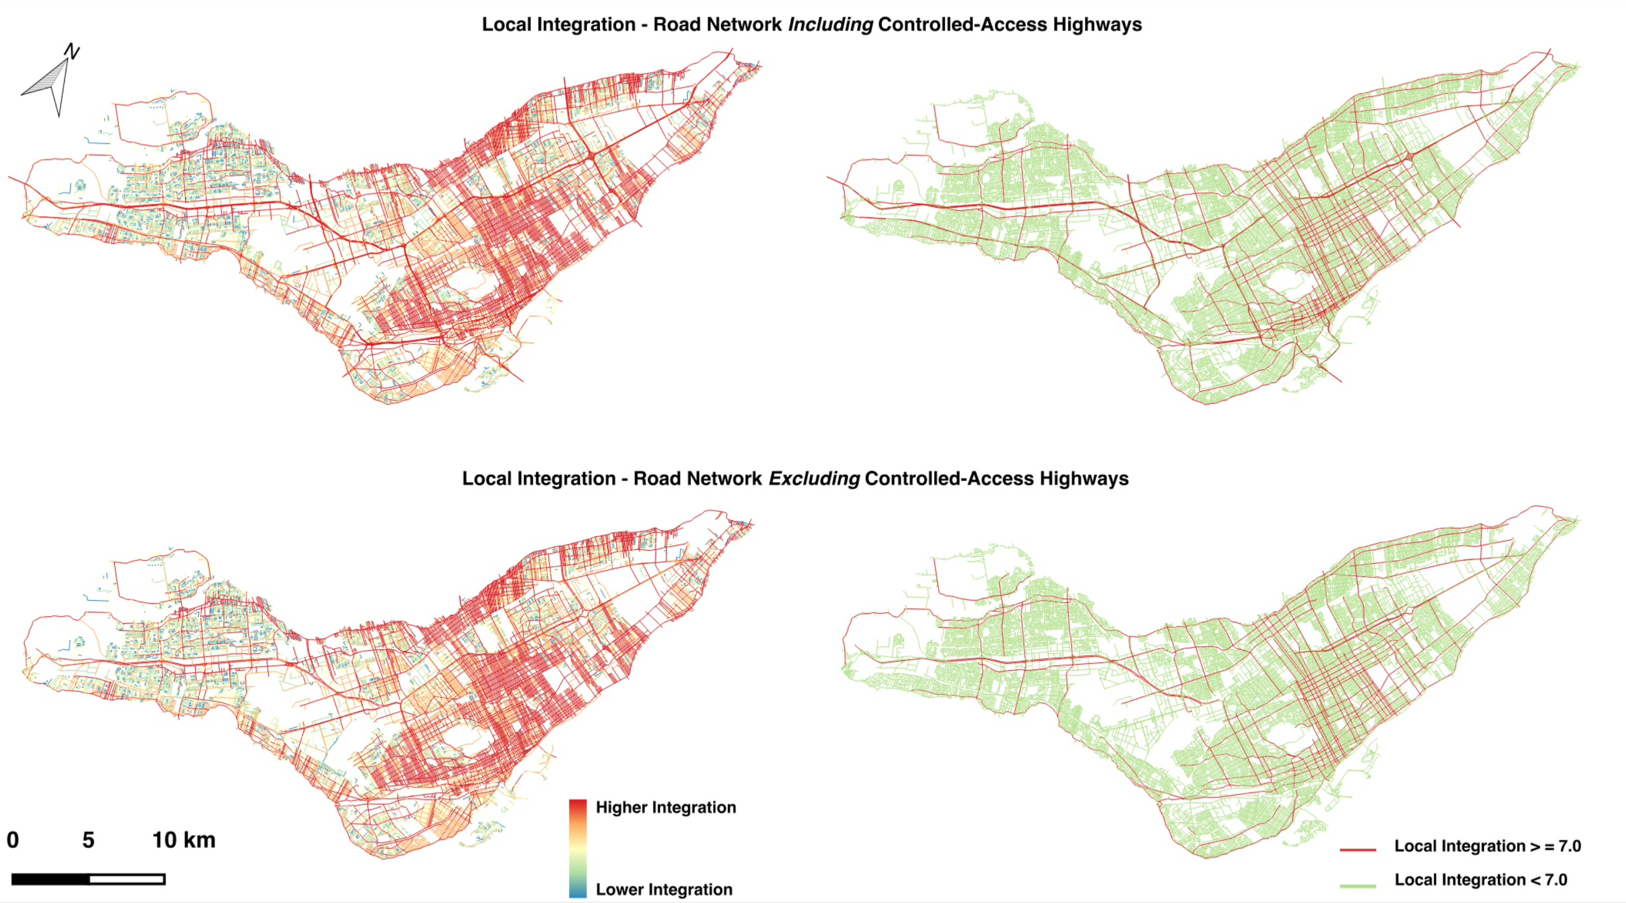 Local Integration - Road Network Including Controlled-Access Highways
N
Local Integration - Road Network Excluding Controlled-Access Highways
Higher Integration
Lower Integration
0 5 10 km
Local Integration > = 7.0
Local Integration < 7.0